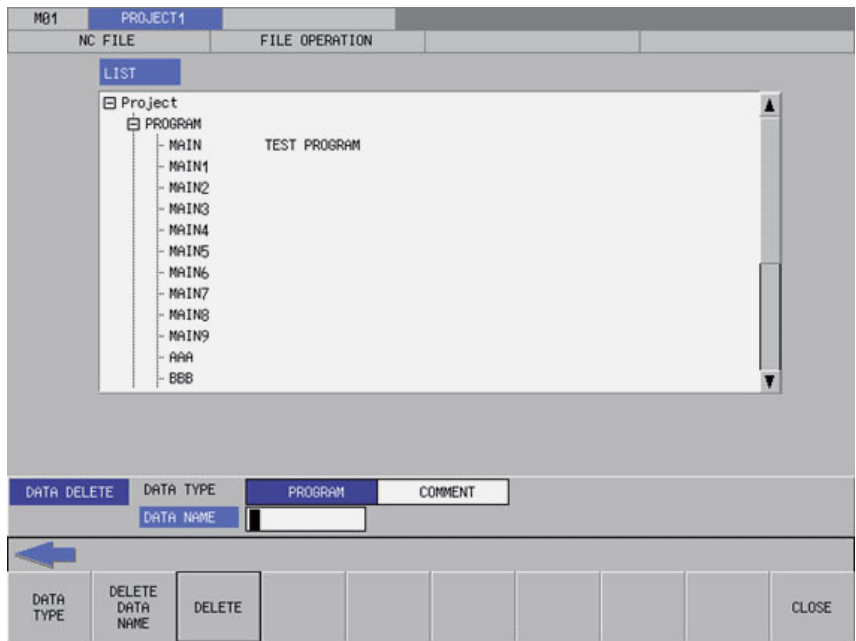 M01 PROJECT1
NC FILE FILE OPERATION
LIST
Project
PROGRAM
MAIN TEST PROGRAM
MAIN1
MAIN2
MAIN3
MAIN4
MAIN5
MAIN6
MAIN7
MAIN8
MAIN9
AAA
BBB
DATA DELETE DATA TYPE PROGRAM COMMENT
DATA NAME
DATA TYPE
DELETE DATA NAME
DELETE
CLOSE